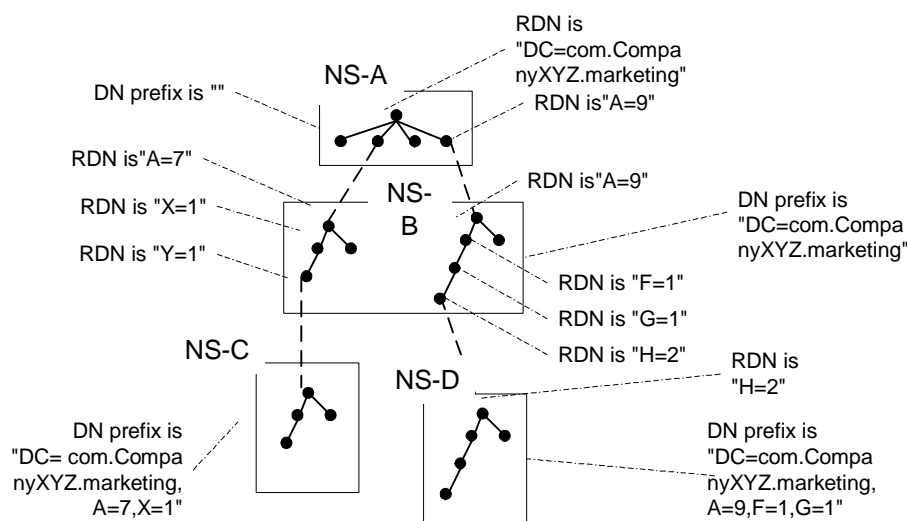 RDN is
"DC=com.Compa
nyXYZ.marketing"
NS-A
DN prefix is ""
RDN is"A=9"
RDN is"A=7"
NS-
B
RDN is"A=9"
RDN is "X=1"
DN prefix is
"DC=com.Compa
nyXYZ.marketing"
RDN is "Y=1"
RDN is "F=1"
RDN is "G=1"
RDN is "H=2"
NS-C
NS-D
RDN is
"H=2"
DN prefix is
"DC= com.Compa
nyXYZ.marketing,
A=7,X=1"
DN prefix is
"DC=com.Compa
nyXYZ.marketing,
A=9,F=1,G=1"